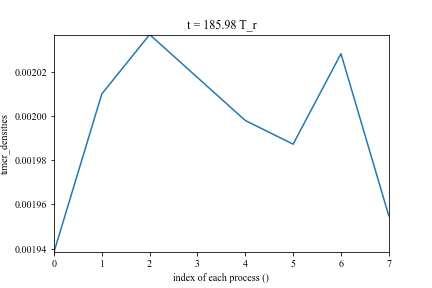 t = 185.98 T_r
timer_densities
0.00202
0.00200
0.00198
0.00196
0.00194
0 1 2 3 4 5 6 7
index of each process ()